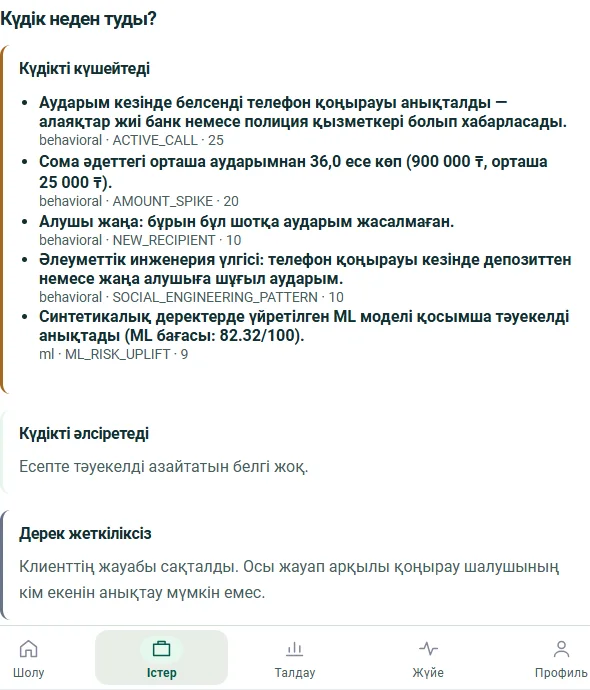 Күдік неден туды?
Күдікті күшейтеді
• Аударым кезінде белсенді телефон қоңырауы анықталды —
алаяқтар жиі банк немесе полиция қызметкері болып хабарласады.
behavioral · ACTIVE_CALL · 25
• Сома әдеттегі орташа аударымнан 36,0 есе көп (900 000 ₸, орташа
25 000 ₸).
behavioral · AMOUNT_SPIKE · 20
• Алушы жаңа: бұрын бұл шотқа аударым жасалмаған.
behavioral · NEW_RECIPIENT · 10
• Әлеуметтік инженерия үлгісі: телефон қоңырауы кезінде депозиттен
немесе жаңа алушыға шұғыл аударым.
behavioral · SOCIAL_ENGINEERING_PATTERN · 10
• Синтетикалық деректерде үйретілген ML моделі қосымша тәуекелді
анықтады (ML бағасы: 82.32/100).
ml · ML_RISK_UPLIFT · 9
Күдікті әлсіретеді
Есепте тәуекелді азайтатын белгі жоқ.
Дерек жеткіліксіз
Клиенттің жауабы сақталды. Осы жауап арқылы қоңырау шалушының
кім екенін анықтау мүмкін емес.
Шолу Істер Талдау Жүйе Профиль